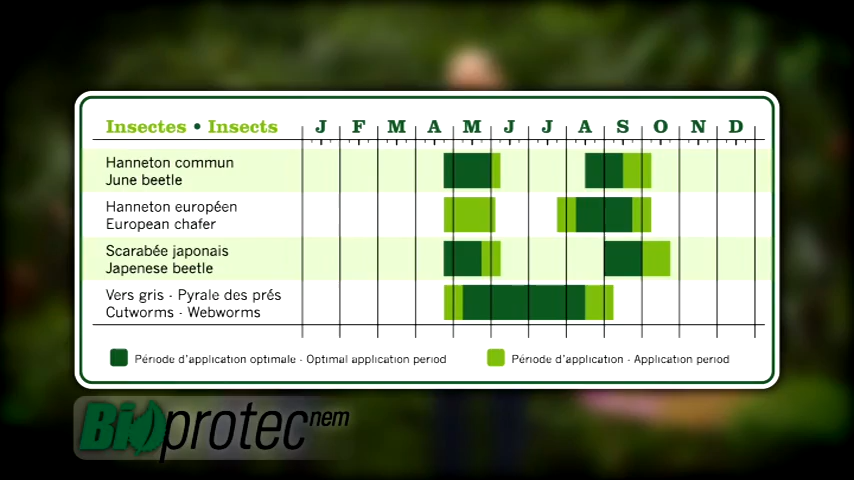 Insectes • Insects J F M A M J J A S O N D
Hanneton commun
June beetle
Hanneton européen
European chafer
Scarabée japonais
Japenese beetle
Vers gris - Pyrale des prés
Cutworms - Webworms
Période d'application optimale - Optimal application period
Période d'application - Application period
Bioprotec nem